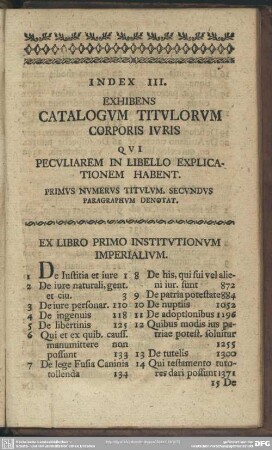 INDEX III.
EXHIBENS
CATALOGVM TITVLORVM
CORPORIS IVRIS
QVI
PECVLIAREM IN LIBELLO EXPLICA-
TIONEM HABENT.
PRIMVS NVMERVS TITVLVM. SECVNDVS
PARAGRAPHVM DENOTAT.
EX LIBRO PRIMO INSTITVTIONVM
IMPERIALIVM.
1 De Iustitia et iure 1
2 De iure naturali, gent.
et ciu. 3
3 De iure personar. 110
4 De ingenuis 118
5 De libertinis 125
6 Qui et ex quib. causs.
manumittere non
possunt 133
7 De lege Fusia Caninia
tollenda 134
8 De his, qui sui vel alie-
ni iur. sunt 872
9 De patria potestate 884
10 De nuptiis 1052
11 De adoptionibus 1196
12 Quibus modis ius pa-
triae potest. soluitur
1255
13 De tutelis 1300
14 Qui testamento tuto-
res dari possunt 1371
15 De